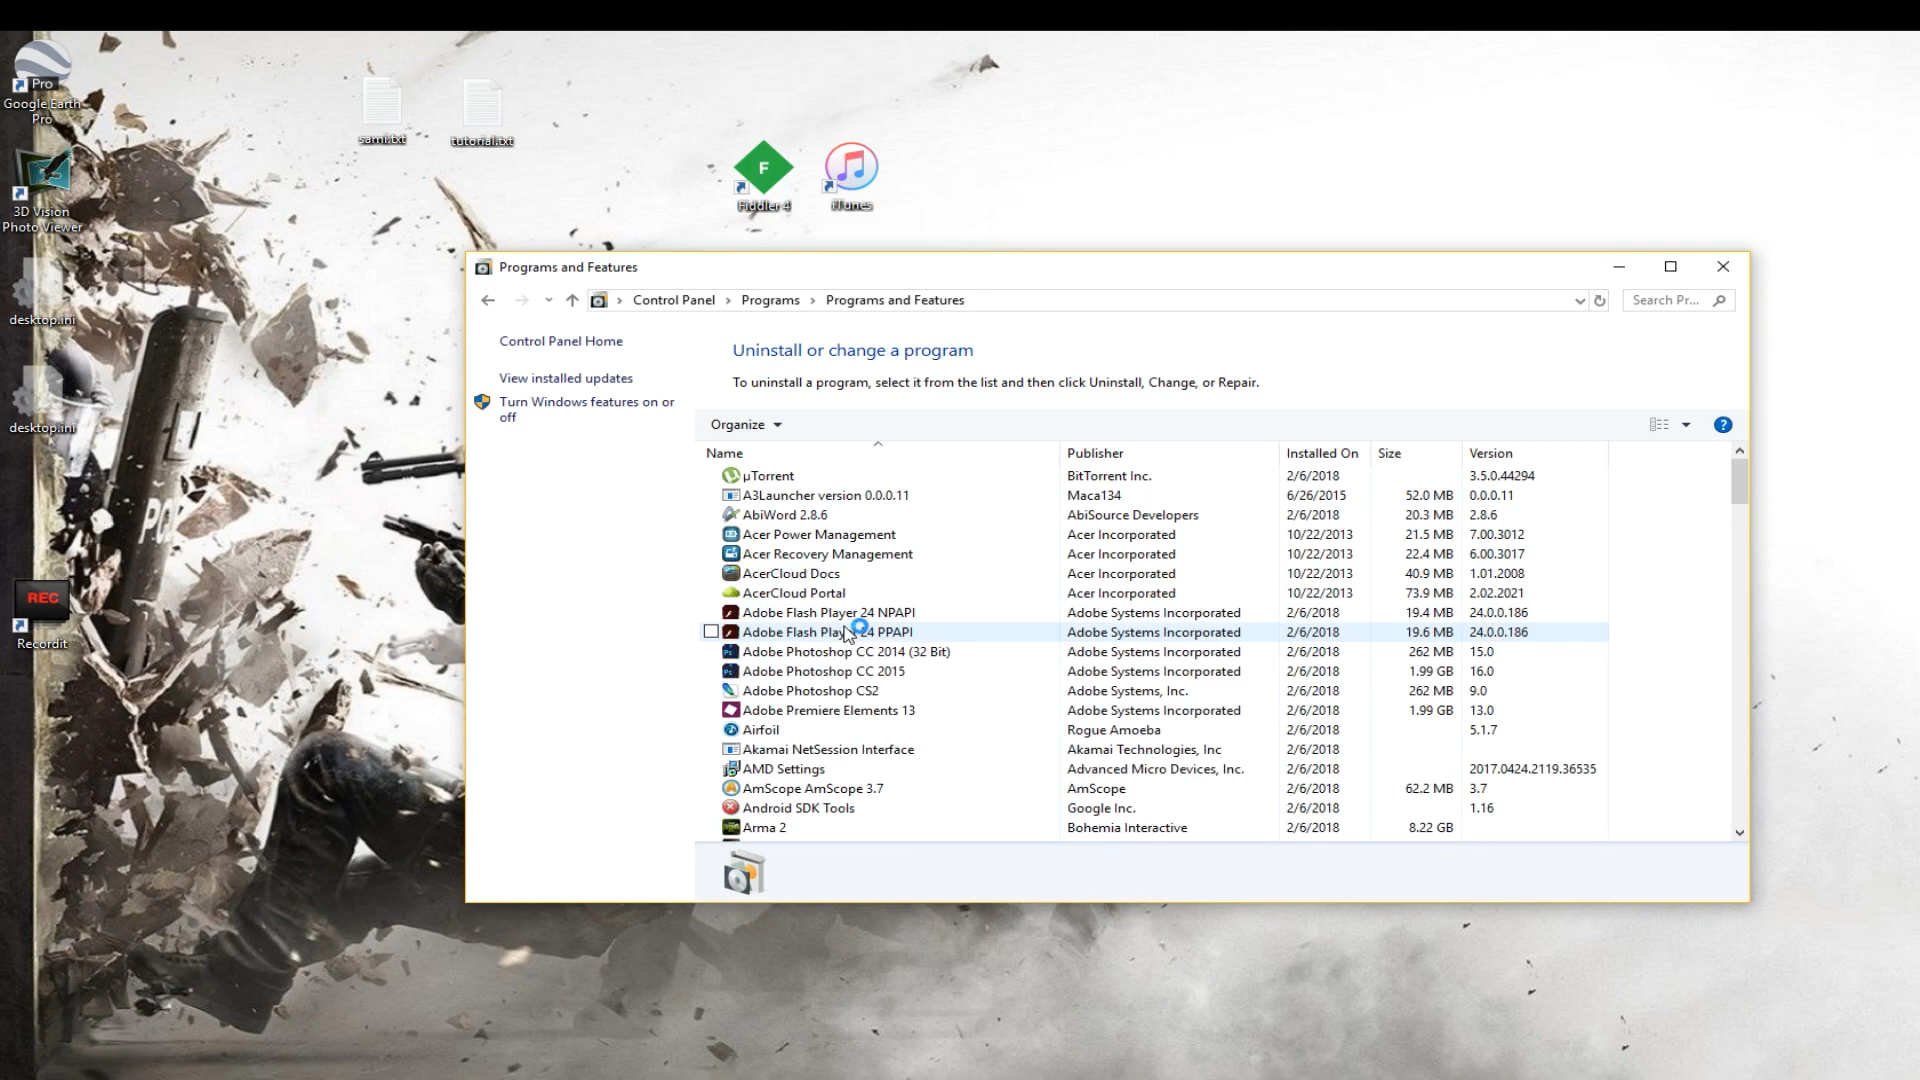 Pro
Google Earth
Pro
3D Vision
Photo Viewer
desktop.ini
desktop.ini
REC
Recordit
sami.txt
tutorial.txt
F
Fiddler 4
iTunes
PO
Programs and Features
Control Panel
Programs
Programs and Features
Search Pr...
Control Panel Home
View installed updates
Turn Windows features on or
off
Uninstall or change a program
To uninstall a program, select it from the list and then click Uninstall, Change, or Repair.
Organize
?
Name Publisher Installed On Size Version
µTorrent BitTorrent Inc. 2/6/2018 3.5.0.44294
A3Launcher version 0.0.0.11 Maca134 6/26/2015 52.0 MB 0.0.0.11
AbiWord 2.8.6 AbiSource Developers 2/6/2018 20.3 MB 2.8.6
Acer Power Management Acer Incorporated 10/22/2013 21.5 MB 7.00.3012
Acer Recovery Management Acer Incorporated 10/22/2013 22.4 MB 6.00.3017
AcerCloud Docs Acer Incorporated 10/22/2013 40.9 MB 1.01.2008
AcerCloud Portal Acer Incorporated 10/22/2013 73.9 MB 2.02.2021
Adobe Flash Player 24 NPAPI Adobe Systems Incorporated 2/6/2018 19.4 MB 24.0.0.186
Adobe Flash Player 24 PPAPI Adobe Systems Incorporated 2/6/2018 19.6 MB 24.0.0.186
Adobe Photoshop CC 2014 (32 Bit) Adobe Systems Incorporated 2/6/2018 262 MB 15.0
Adobe Photoshop CC 2015 Adobe Systems Incorporated 2/6/2018 1.99 GB 16.0
Adobe Photoshop CS2 Adobe Systems, Inc. 2/6/2018 262 MB 9.0
Adobe Premiere Elements 13 Adobe Systems Incorporated 2/6/2018 1.99 GB 13.0
Airfoil Rogue Amoeba 2/6/2018 5.1.7
Akamai NetSession Interface Akamai Technologies, Inc 2/6/2018
AMD Settings Advanced Micro Devices, Inc. 2/6/2018 2017.0424.2119.36535
AmScope AmScope 3.7 AmScope 2/6/2018 62.2 MB 3.7
Android SDK Tools Google Inc. 2/6/2018 1.16
Arma 2 Bohemia Interactive 2/6/2018 8.22 GB